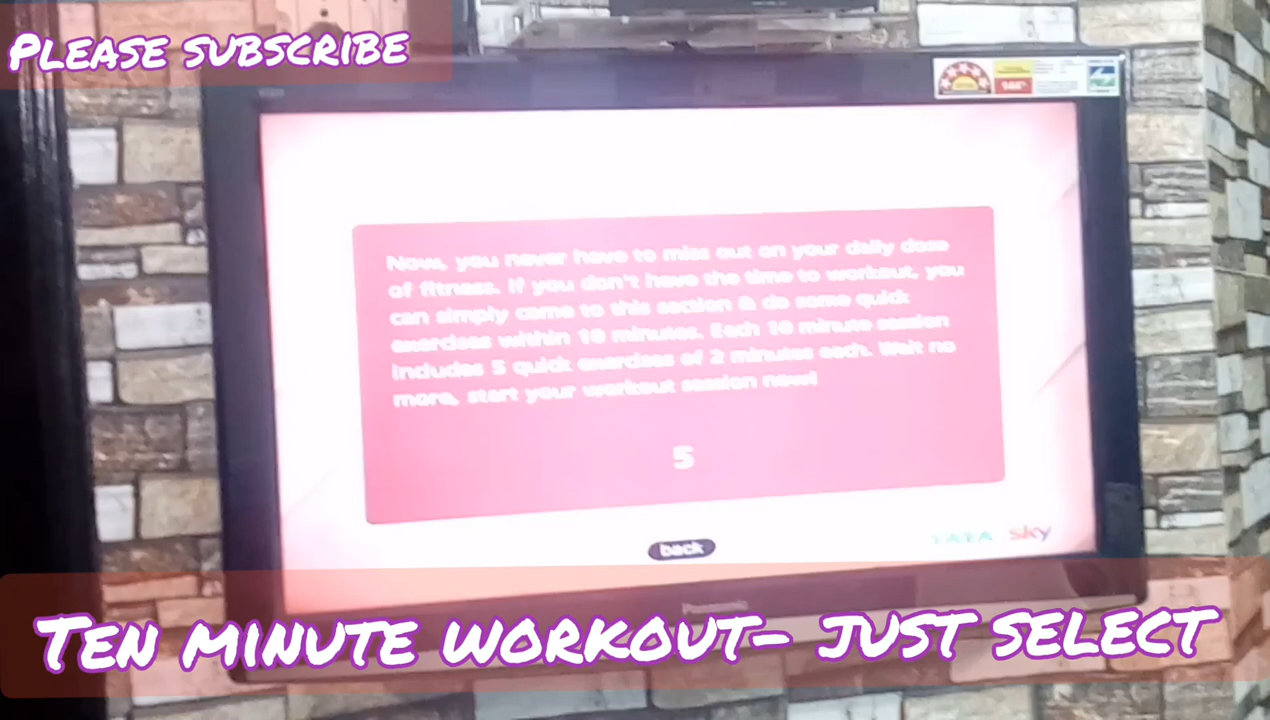 PLEASE SUBSCRIBE
Now, you never have to miss out on your daily dose
of fitness. If you don't have the time to workout, you
can simply come to this section & do some quick
exercises within 10 minutes. Each 10 minute session
includes 5 quick exercises of 2 minutes each. Wait no
more, start your workout session now!
5
back
TATA sky
Panasonic
TEN MINUTE WORKOUT- JUST SELECT